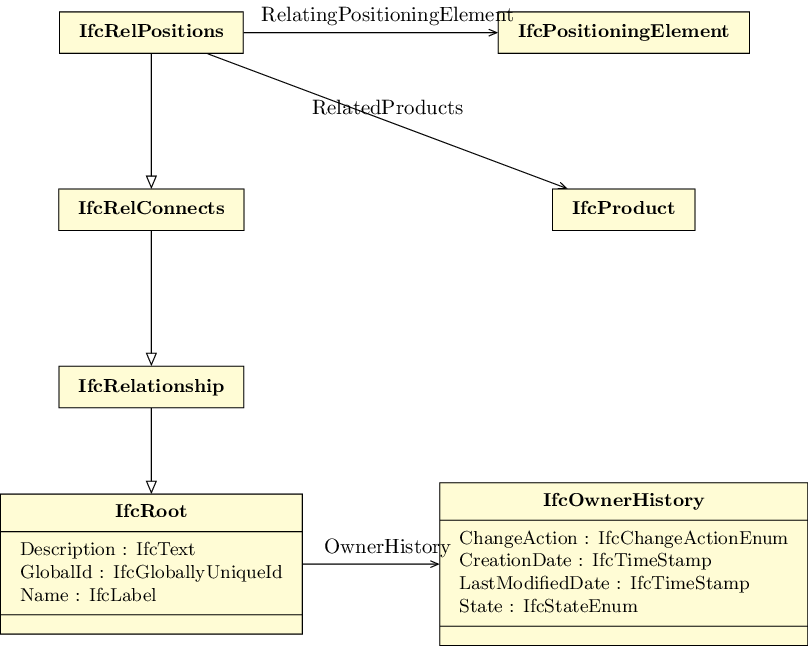 RelatingPositioningElement
IfcRelPositions
IfcPositioningElement
RelatedProducts
IfcRelConnects
IfcProduct
IfcRelationship
IfcRoot
Description : IfcText
GlobalId : IfcGloballyUniqueId
Name : IfcLabel
OwnerHistory
IfcOwnerHistory
ChangeAction : IfcChangeActionEnum
CreationDate : IfcTimeStamp
LastModifiedDate : IfcTimeStamp
State : IfcStateEnum